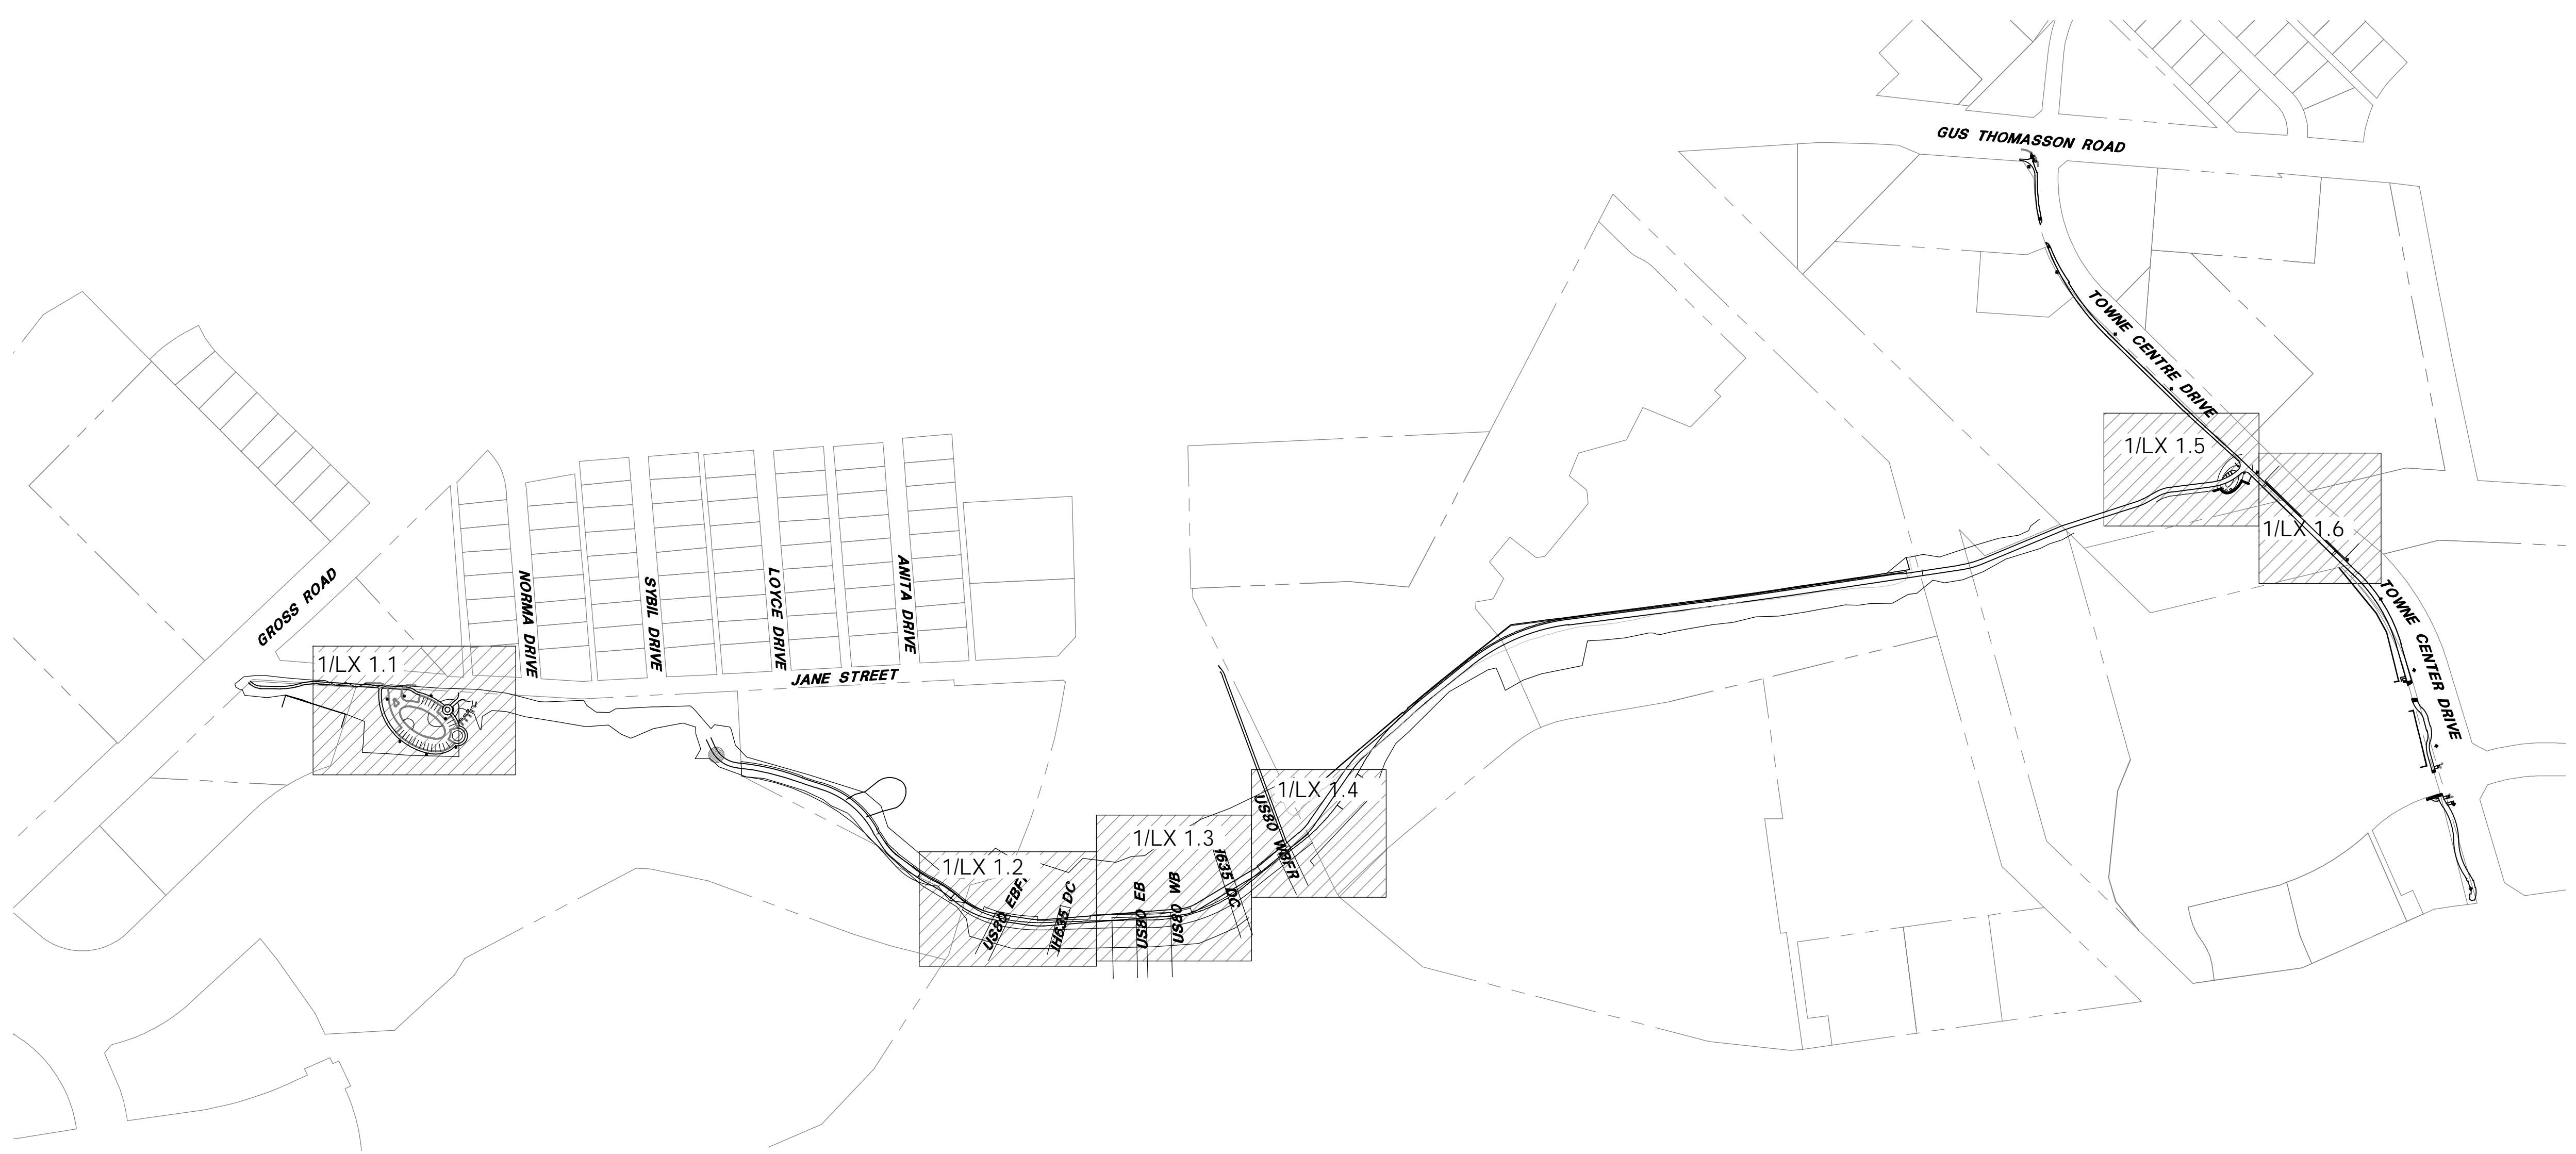 GUS THOMASSON ROAD
TOWNE CENTRE DRIVE
1/LX 1.5
1/LX 1.6
GROSS ROAD
NORMA DRIVE
SYBIL DRIVE
LOYCE DRIVE
ANITA DRIVE
TOWNE CENTER DRIVE
1/LX 1.1
JANE STREET
1/LX 1.4
US80 WBFR
1/LX 1.3
1/LX 1.2
US80
IH635 DC
US80 EB
US80 WB
I635 DC